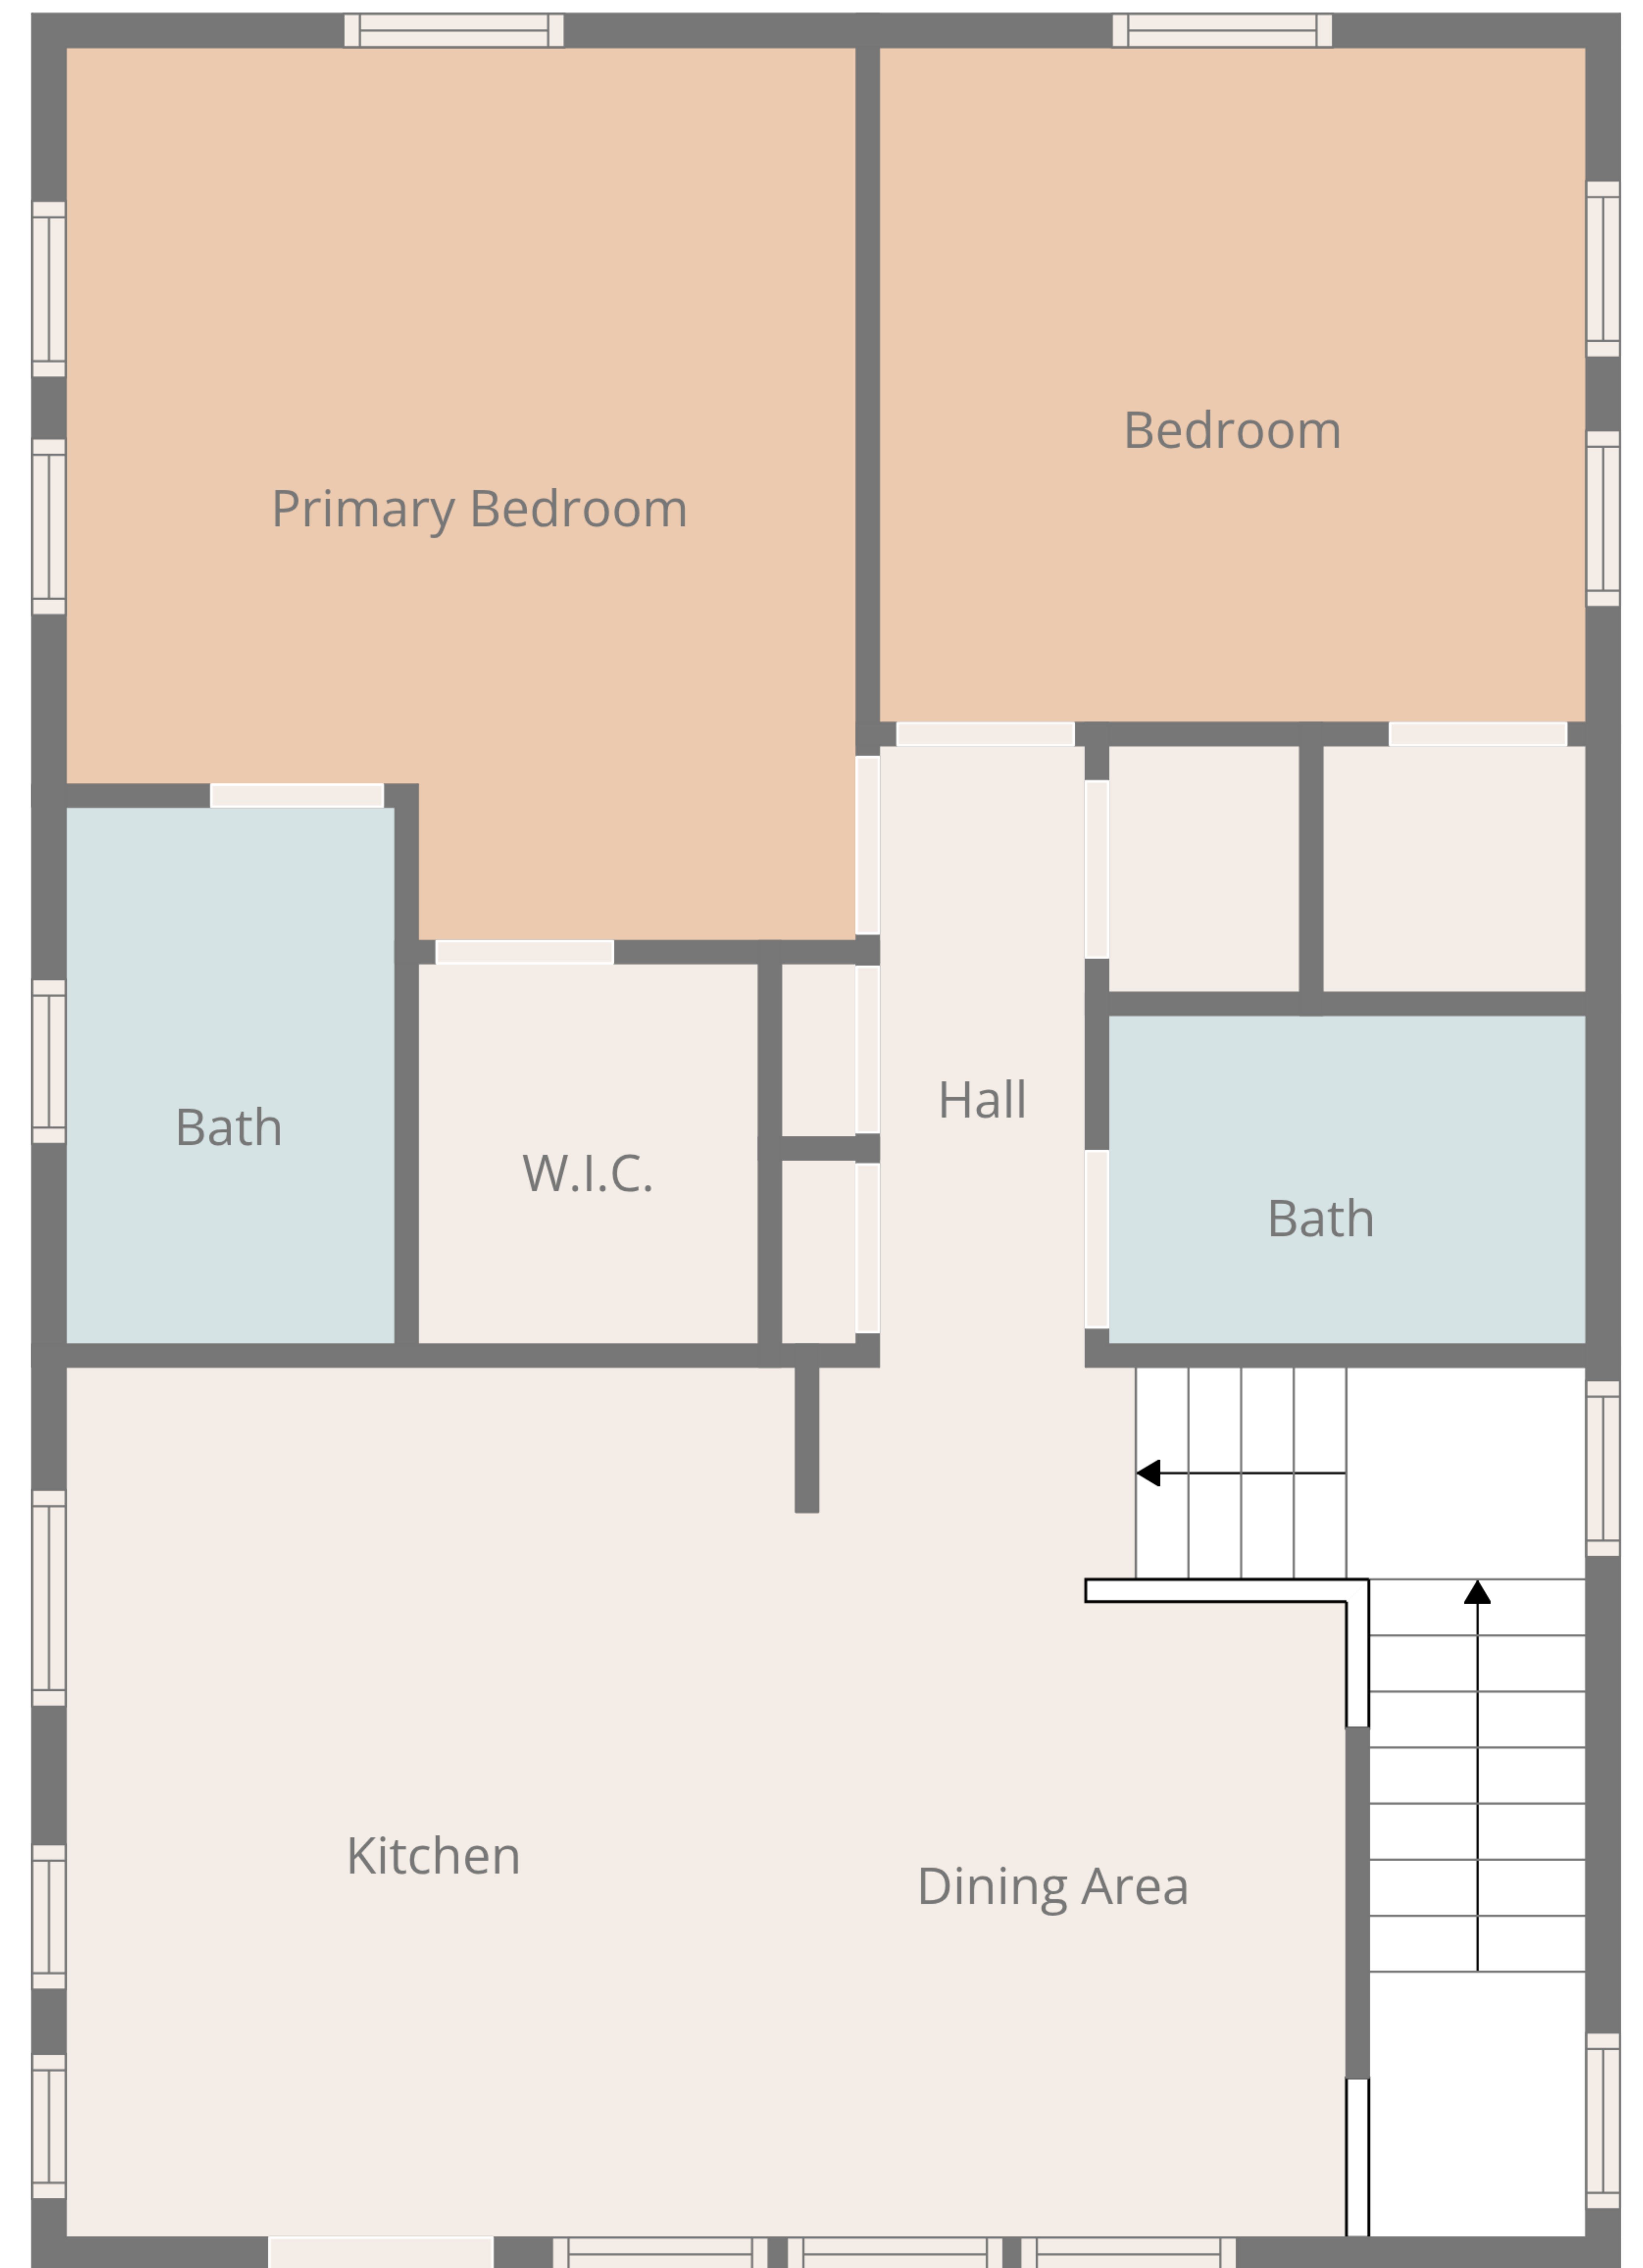 Bedroom
Primary Bedroom
Hall
Bath
W.I.C.
Bath
Kitchen
Dining Area